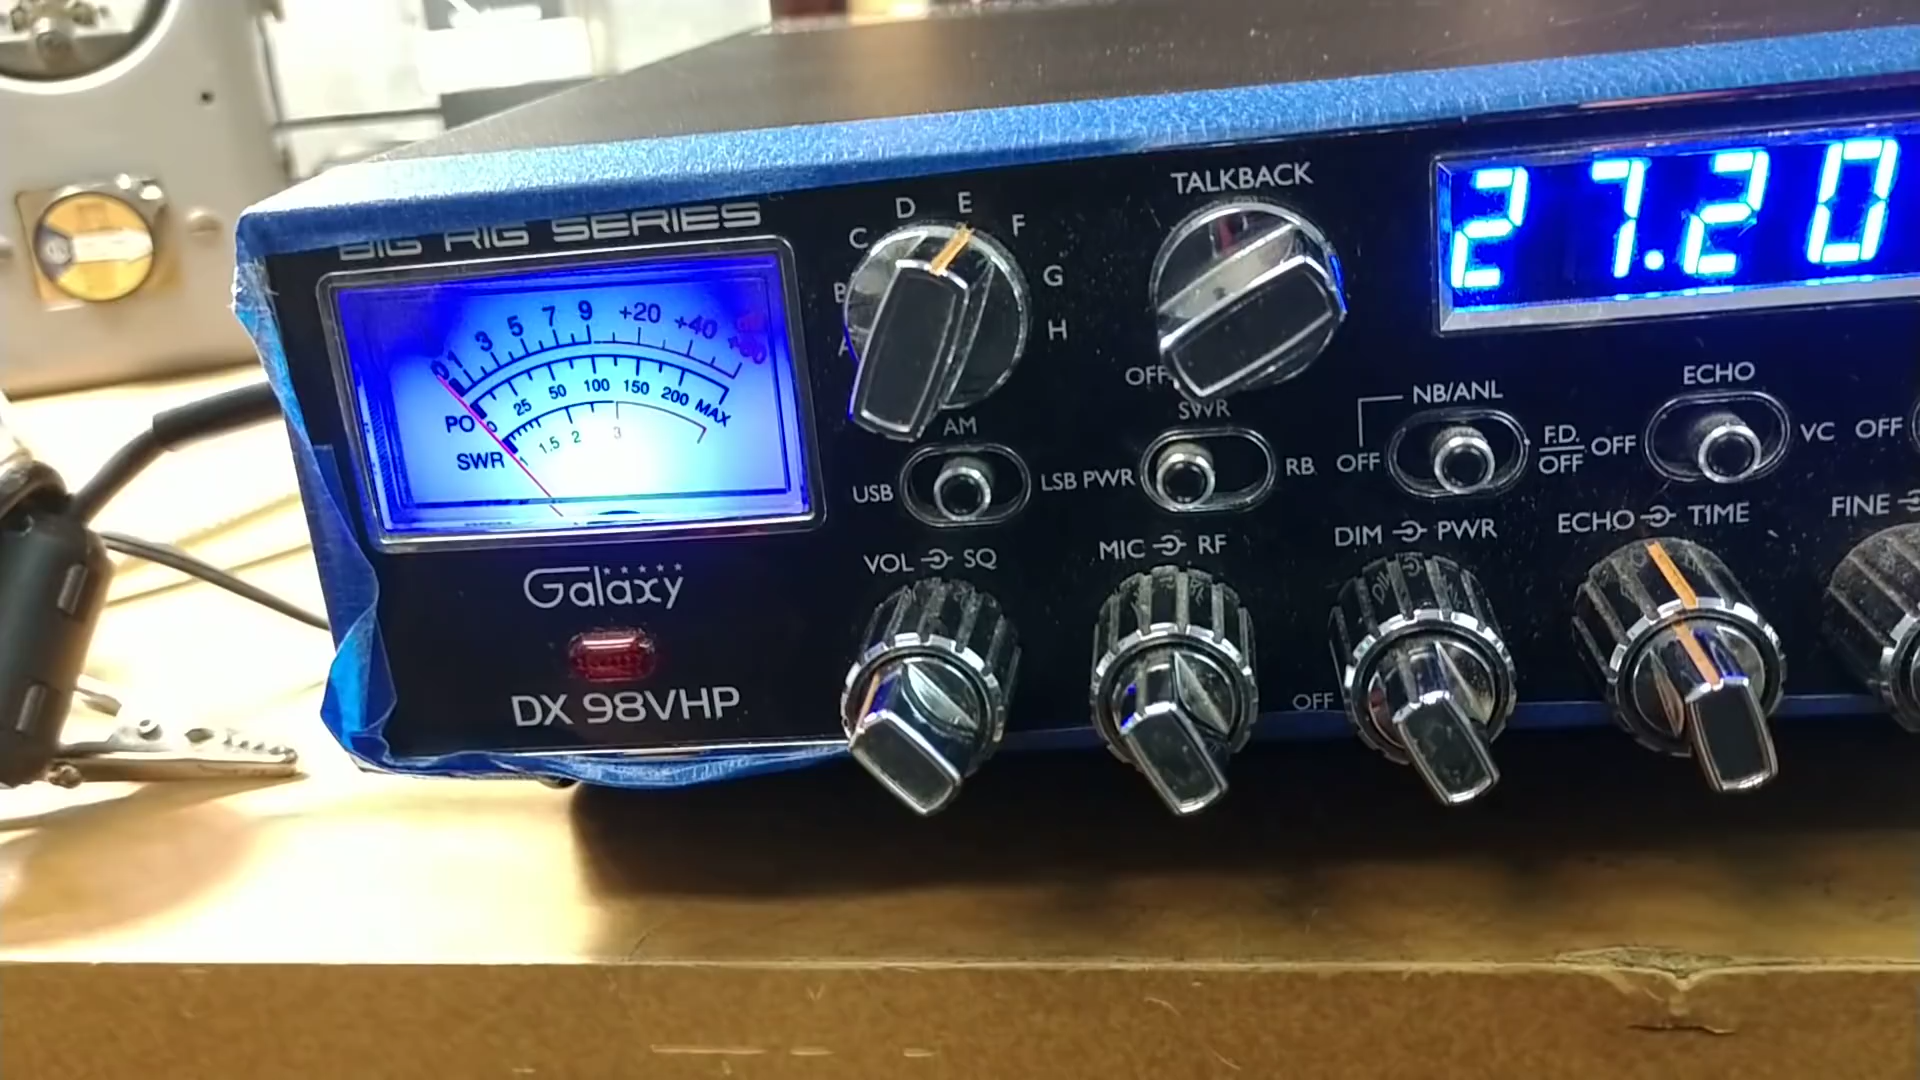 BIG RIG SERIES
0 1 3 5 7 9 +20 +40 +60
PO 0 25 50 100 150 200 MAX
SWR 1 1.5 2 3
Galaxy
DX 98VHP
A B C D E F G H
TALKBACK
OFF
27.20
AM
USB LSB
SWR
PWR RB
NB/ANL
OFF F.D. OFF
ECHO
OFF VC
OFF
VOL SQ
MIC RF
DIM PWR
OFF
ECHO TIME
FINE